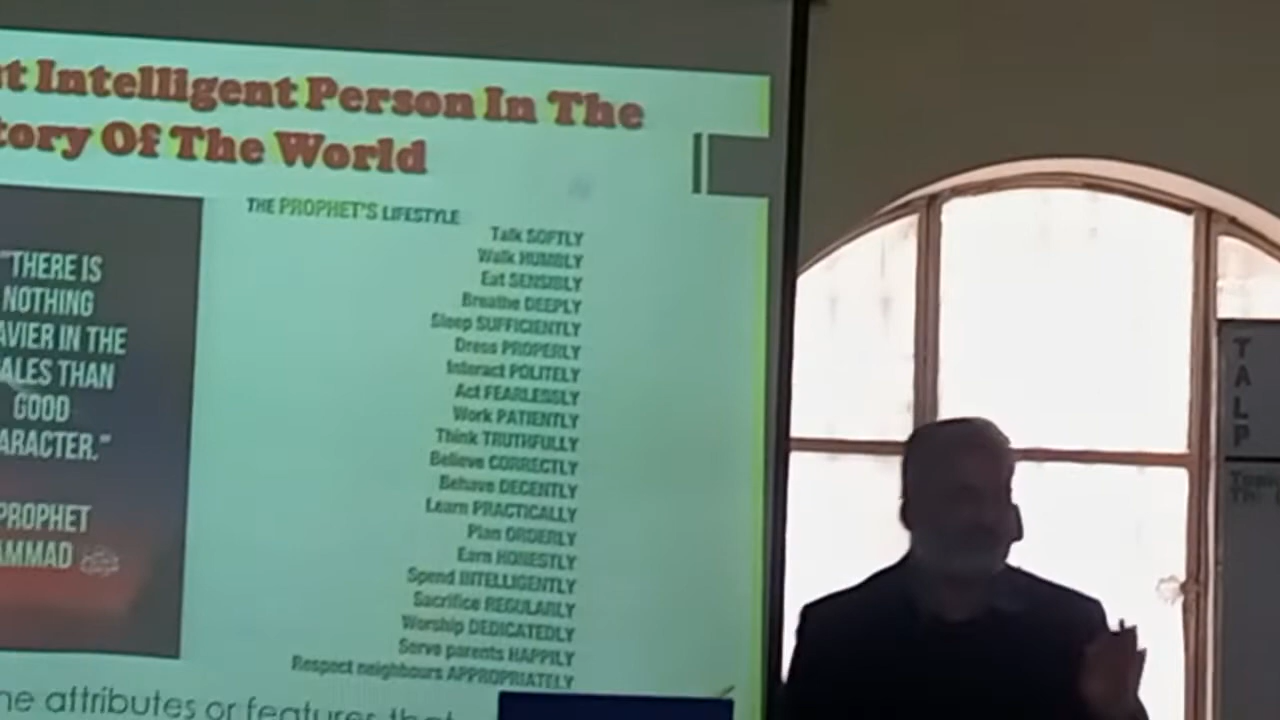 t Intelligent Person In The
tory Of The World
THE PROPHET'S LIFESTYLE
Talk SOFTLY
Walk HUMBLY
Eat SENSIBLY
Breathe DEEPLY
Sleep SUFFICIENTLY
Dress PROPERLY
Interact POLITELY
Act FEARLESSLY
Work PATIENTLY
Think TRUTHFULLY
Believe CORRECTLY
Behave DECENTLY
Learn PRACTICALLY
Plan ORDERLY
Earn HONESTLY
Spend INTELLIGENTLY
Sacrifice REGULARLY
Worship DEDICATEDLY
Serve parents HAPPILY
Respect neighbours APPROPRIATELY
"THERE IS
NOTHING
AVIER IN THE
ALES THAN
GOOD
ARACTER."
PROPHET
AMMAD
he attributes or features that
T
A
L
P